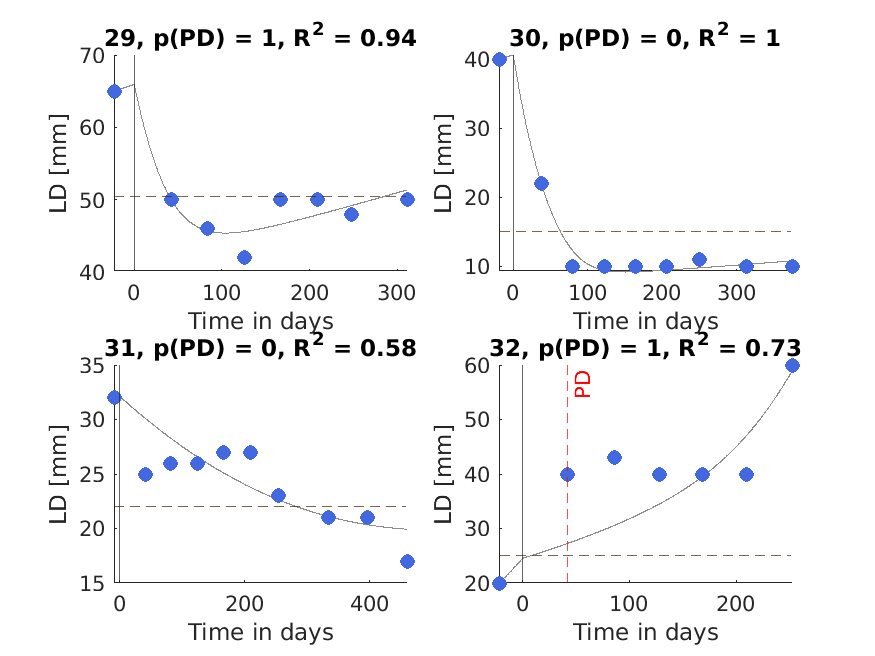 29, p(PD) = 1, R² = 0.94
70
60
50
40
LD [mm]
0
100
200
300
Time in days
30, p(PD) = 0, R² = 1
40
30
20
10
LD [mm]
0
100
200
300
Time in days
31, p(PD) = 0, R² = 0.58
35
30
25
20
15
LD [mm]
0
200
400
Time in days
32, p(PD) = 1, R² = 0.73
60
50
40
30
20
LD [mm]
PD
0
100
200
Time in days